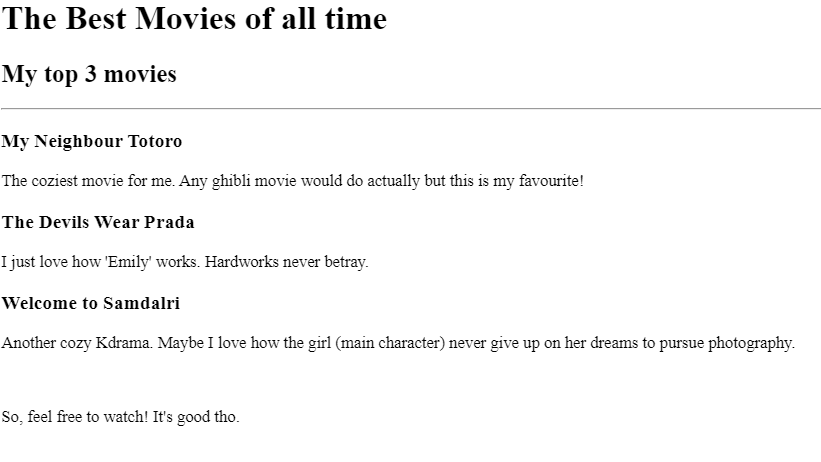 The Best Movies of all time
My top 3 movies
My Neighbour Totoro
The coziest movie for me. Any ghibli movie would do actually but this is my favourite!
The Devils Wear Prada
I just love how 'Emily' works. Hardworks never betray.
Welcome to Samdalri
Another cozy Kdrama. Maybe I love how the girl (main character) never give up on her dreams to pursue photography.
So, feel free to watch! It's good tho.